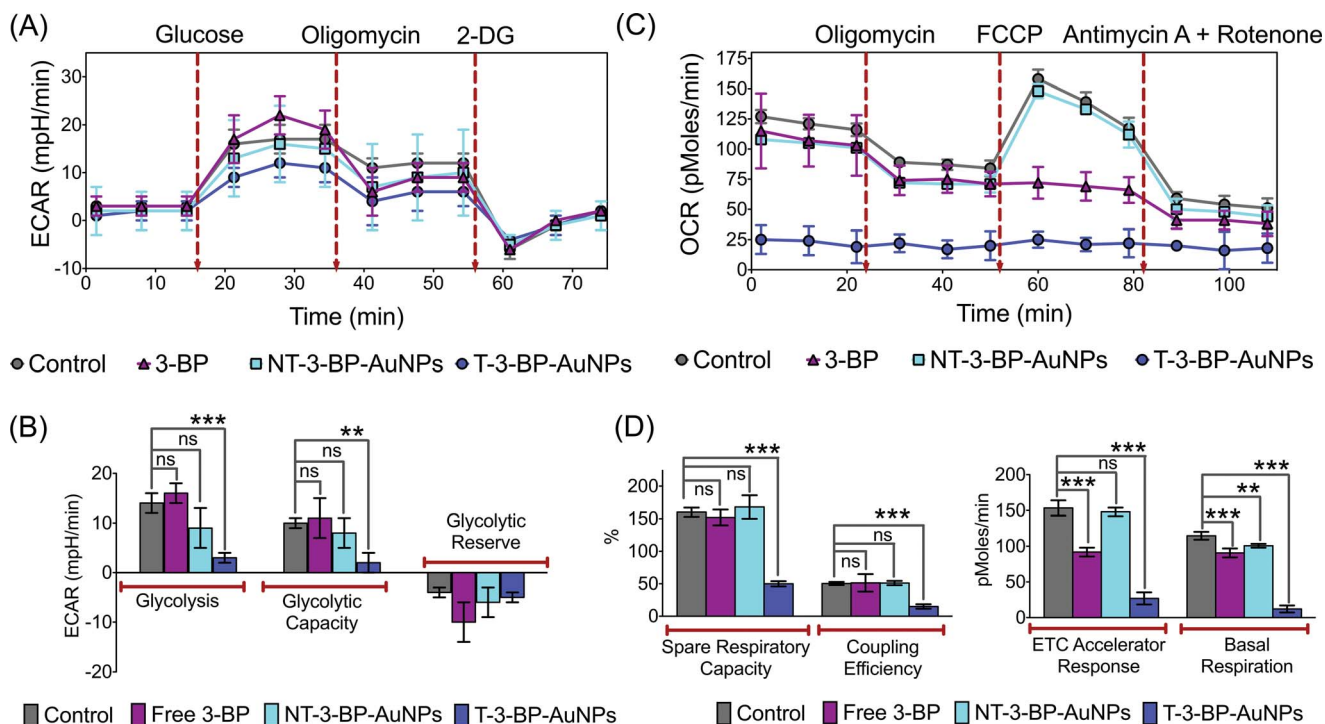 (A)
Glucose Oligomycin 2-DG
ECAR (mpH/min)
30
20
10
0
-10
0 10 20 30 40 50 60 70
Time (min)
Control 3-BP NT-3-BP-AuNPs T-3-BP-AuNPs
(C)
Oligomycin FCCP Antimycin A + Rotenone
OCR (pMoles/min)
175
150
125
100
75
50
25
0
0 20 40 60 80 100
Time (min)
Control 3-BP NT-3-BP-AuNPs T-3-BP-AuNPs
(B)
ECAR (mpH/min)
20
10
0
-10
-20
***
ns
ns
Glycolysis
**
ns
ns
Glycolytic
Capacity
Glycolytic
Reserve
Control Free 3-BP NT-3-BP-AuNPs T-3-BP-AuNPs
(D)
%
150
100
50
0
***
ns
ns
Spare Respiratory
Capacity
***
ns
ns
Coupling
Efficiency
pMoles/min
150
100
50
0
***
ns
***
ETC Accelerator
Response
***
**
***
Basal
Respiration
Control Free 3-BP NT-3-BP-AuNPs T-3-BP-AuNPs